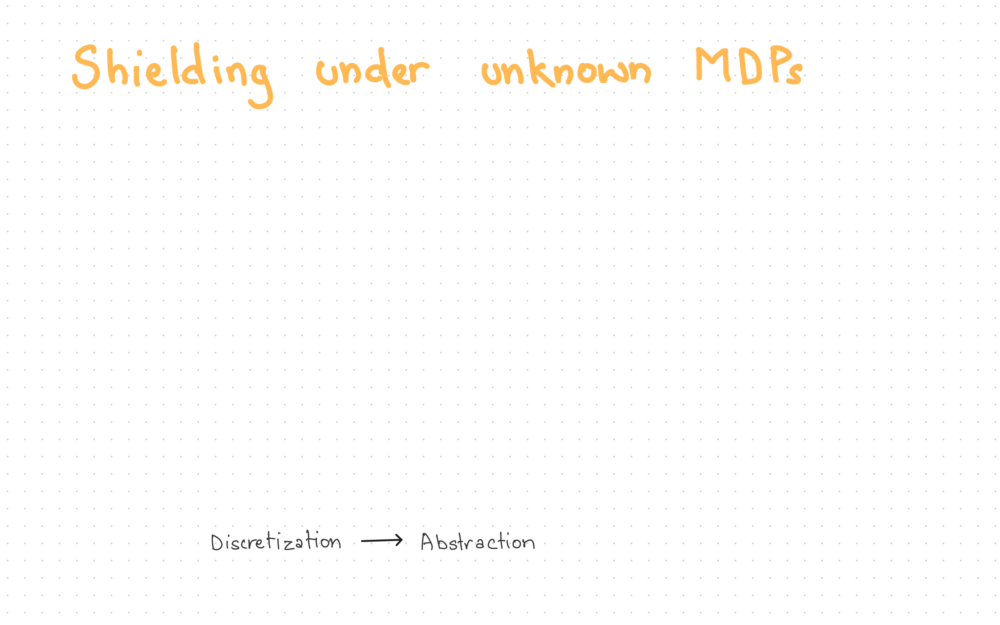 Shielding under unknown MDPs
Discretization → Abstraction